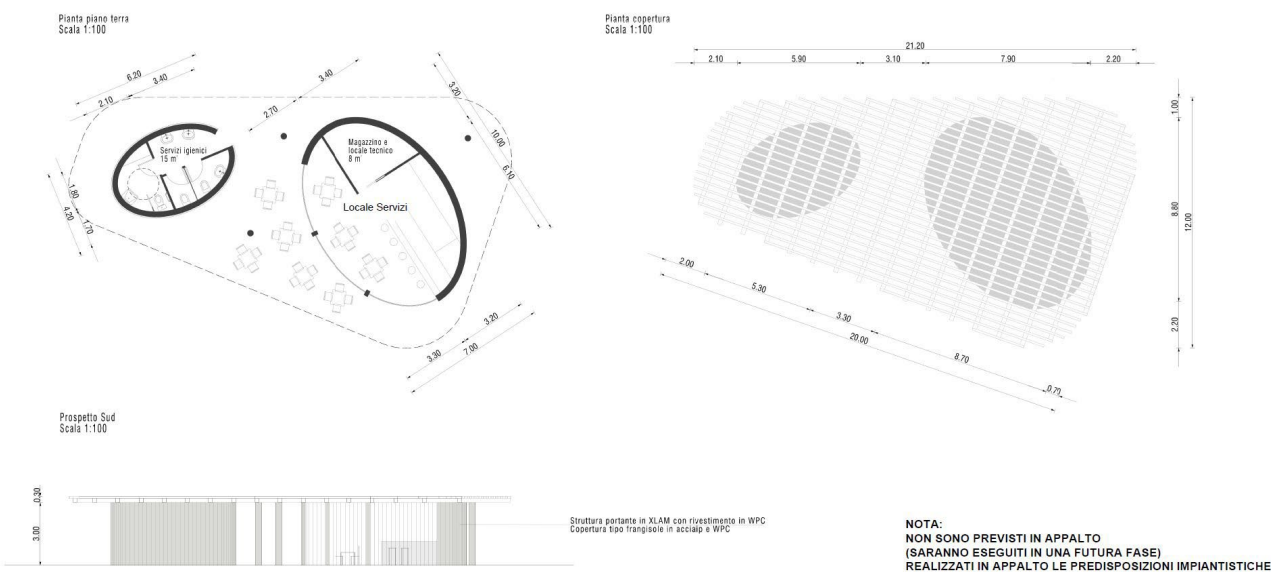 Pianta piano terra
Scala 1:100
6.20
2.10
3.40
3.40
2.70
3.20
10.00
6.10
Servizi igienici
15 m²
Magazzino e
locale tecnico
8 m²
Locale Servizi
1.80
4.20
1.70
3.30
3.20
7.00
Pianta copertura
Scala 1:100
21.20
2.10
5.90
3.10
7.90
2.20
1.00
8.80
12.00
2.20
2.00
5.30
3.30
20.00
8.70
0.70
Prospetto Sud
Scala 1:100
0.30
3.00
Struttura portante in XLAM con rivestimento in WPC
Copertura tipo frangisole in acciaip e WPC
NOTA:
NON SONO PREVISTI IN APPALTO
(SARANNO ESEGUITI IN UNA FUTURA FASE)
REALIZZATI IN APPALTO LE PREDISPOSIZIONI IMPIANTISTICHE